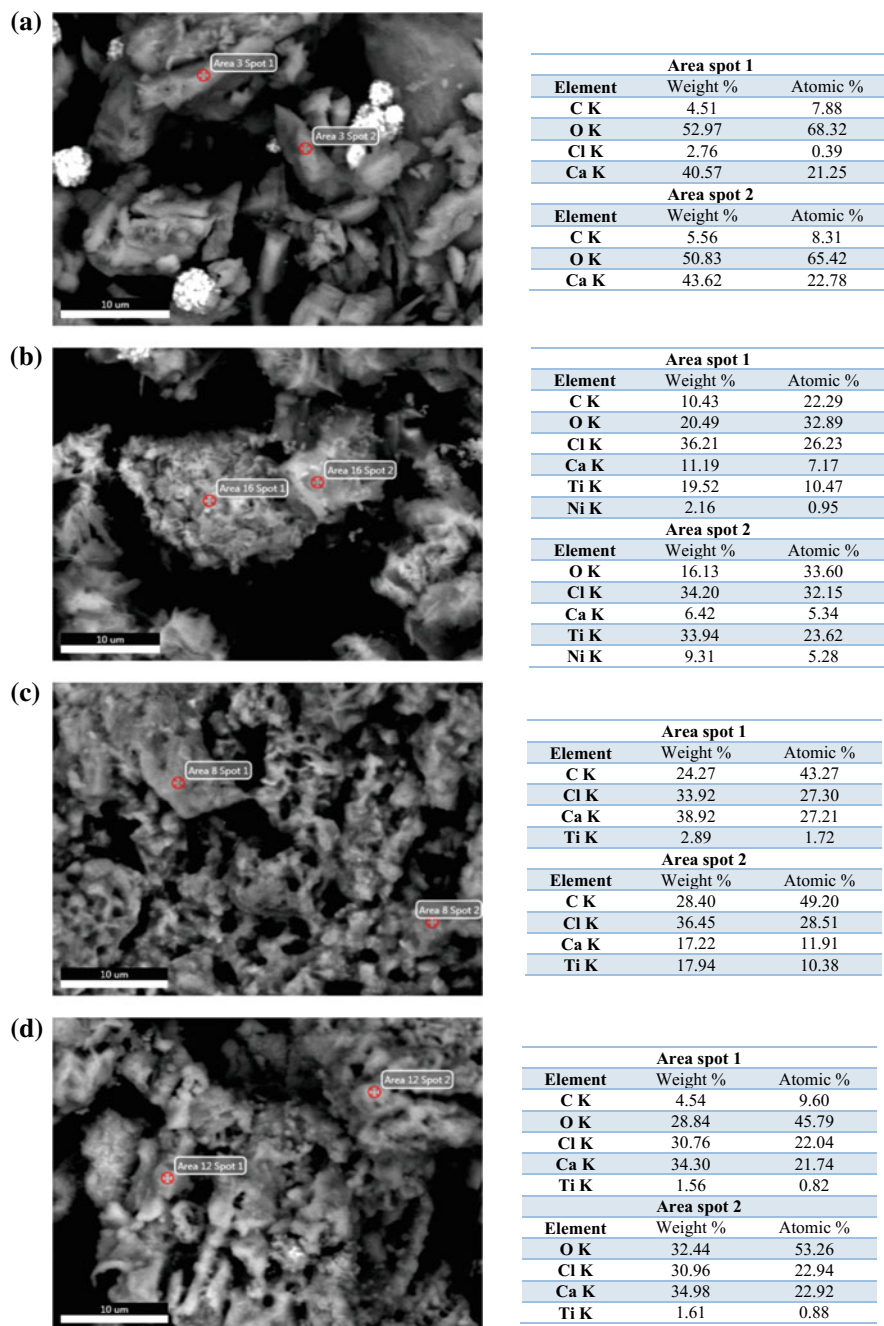 (a)
Area 3 Spot 1
Area 3 Spot 2
10 um
Area spot 1
Element Weight % Atomic %
C K 4.51 7.88
O K 52.97 68.32
Cl K 2.76 0.39
Ca K 40.57 21.25
Area spot 2
Element Weight % Atomic %
C K 5.56 8.31
O K 50.83 65.42
Ca K 43.62 22.78
(b)
Area 16 Spot 1
Area 16 Spot 2
10 um
Area spot 1
Element Weight % Atomic %
C K 10.43 22.29
O K 20.49 32.89
Cl K 36.21 26.23
Ca K 11.19 7.17
Ti K 19.52 10.47
Ni K 2.16 0.95
Area spot 2
Element Weight % Atomic %
O K 16.13 33.60
Cl K 34.20 32.15
Ca K 6.42 5.34
Ti K 33.94 23.62
Ni K 9.31 5.28
(c)
Area 8 Spot 1
Area 8 Spot 2
10 um
Area spot 1
Element Weight % Atomic %
C K 24.27 43.27
Cl K 33.92 27.30
Ca K 38.92 27.21
Ti K 2.89 1.72
Area spot 2
Element Weight % Atomic %
C K 28.40 49.20
Cl K 36.45 28.51
Ca K 17.22 11.91
Ti K 17.94 10.38
(d)
Area 12 Spot 2
Area 12 Spot 1
10 um
Area spot 1
Element Weight % Atomic %
C K 4.54 9.60
O K 28.84 45.79
Cl K 30.76 22.04
Ca K 34.30 21.74
Ti K 1.56 0.82
Area spot 2
Element Weight % Atomic %
O K 32.44 53.26
Cl K 30.96 22.94
Ca K 34.98 22.92
Ti K 1.61 0.88